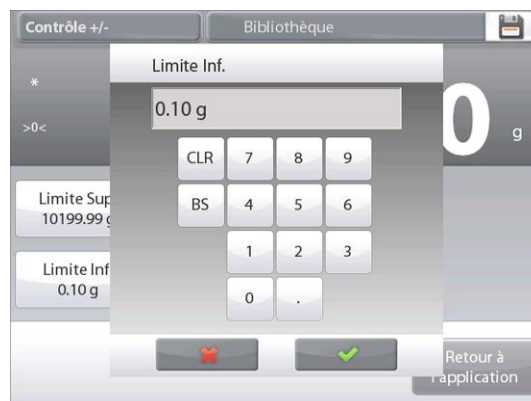 Contrôle +/-
Bibliothèque
Limite Inf.
*
0.10 g
>0<
0 g
CLR 7 8 9
Limite Sup
10199.99 g
BS 4 5 6
1 2 3
Limite Inf
0.10 g
0 .
Retour à
l'application